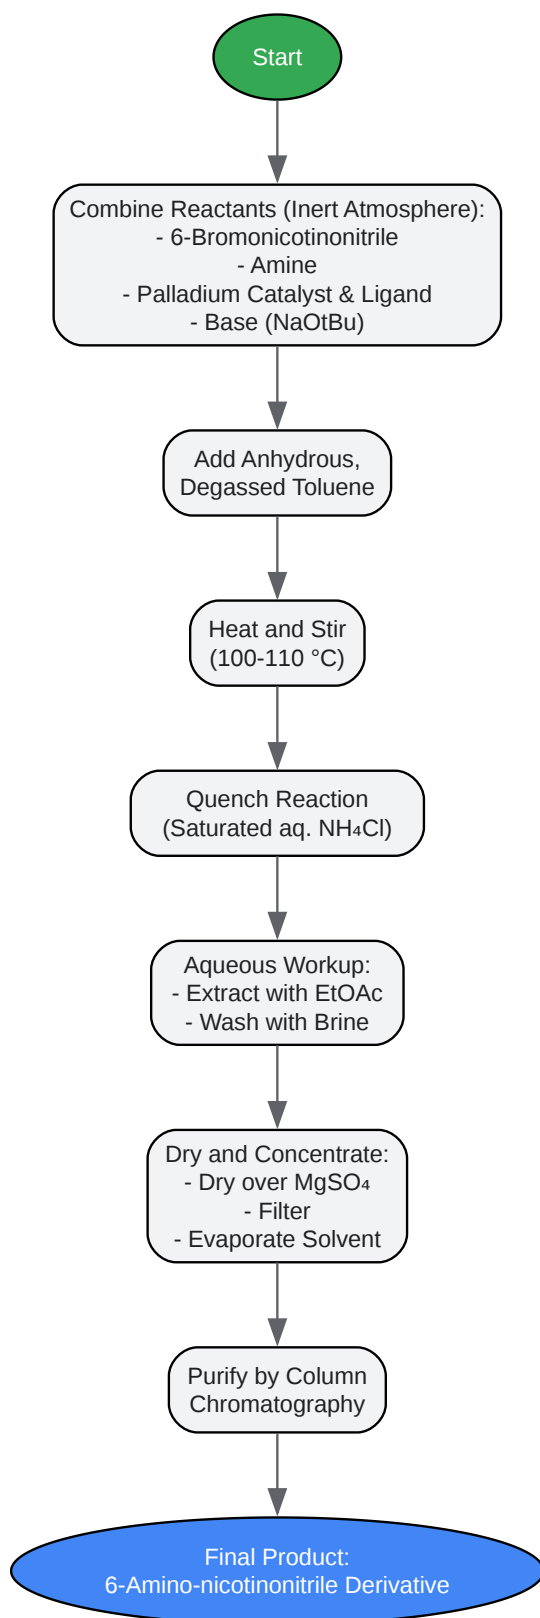 Start
Combine Reactants (Inert Atmosphere):
- 6-Bromonicotinonitrile
- Amine
- Palladium Catalyst & Ligand
- Base (NaOtBu)
Add Anhydrous,
Degassed Toluene
Heat and Stir
(100-110 °C)
Quench Reaction
(Saturated aq. NH₄Cl)
Aqueous Workup:
- Extract with EtOAc
- Wash with Brine
Dry and Concentrate:
- Dry over MgSO₄
- Filter
- Evaporate Solvent
Purify by Column
Chromatography
Final Product:
6-Amino-nicotinonitrile Derivative